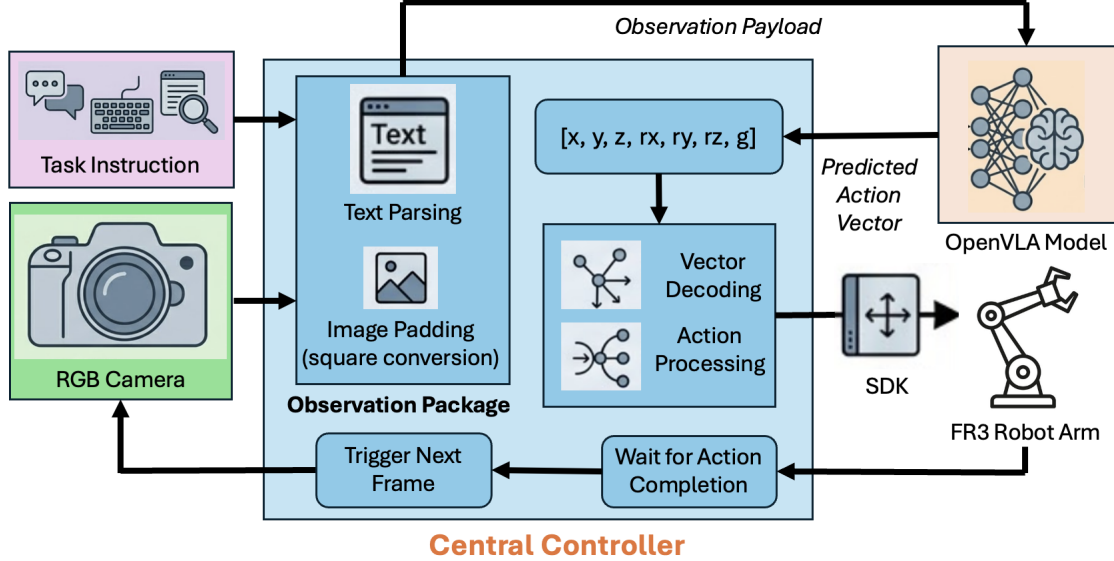 Observation Payload
Task Instruction
RGB Camera
Text
Text Parsing
Image Padding
(square conversion)
Observation Package
[x, y, z, rx, ry, rz, g]
Predicted
Action
Vector
OpenVLA Model
Vector
Decoding
Action
Processing
SDK
FR3 Robot Arm
Wait for Action
Completion
Trigger Next
Frame
Central Controller